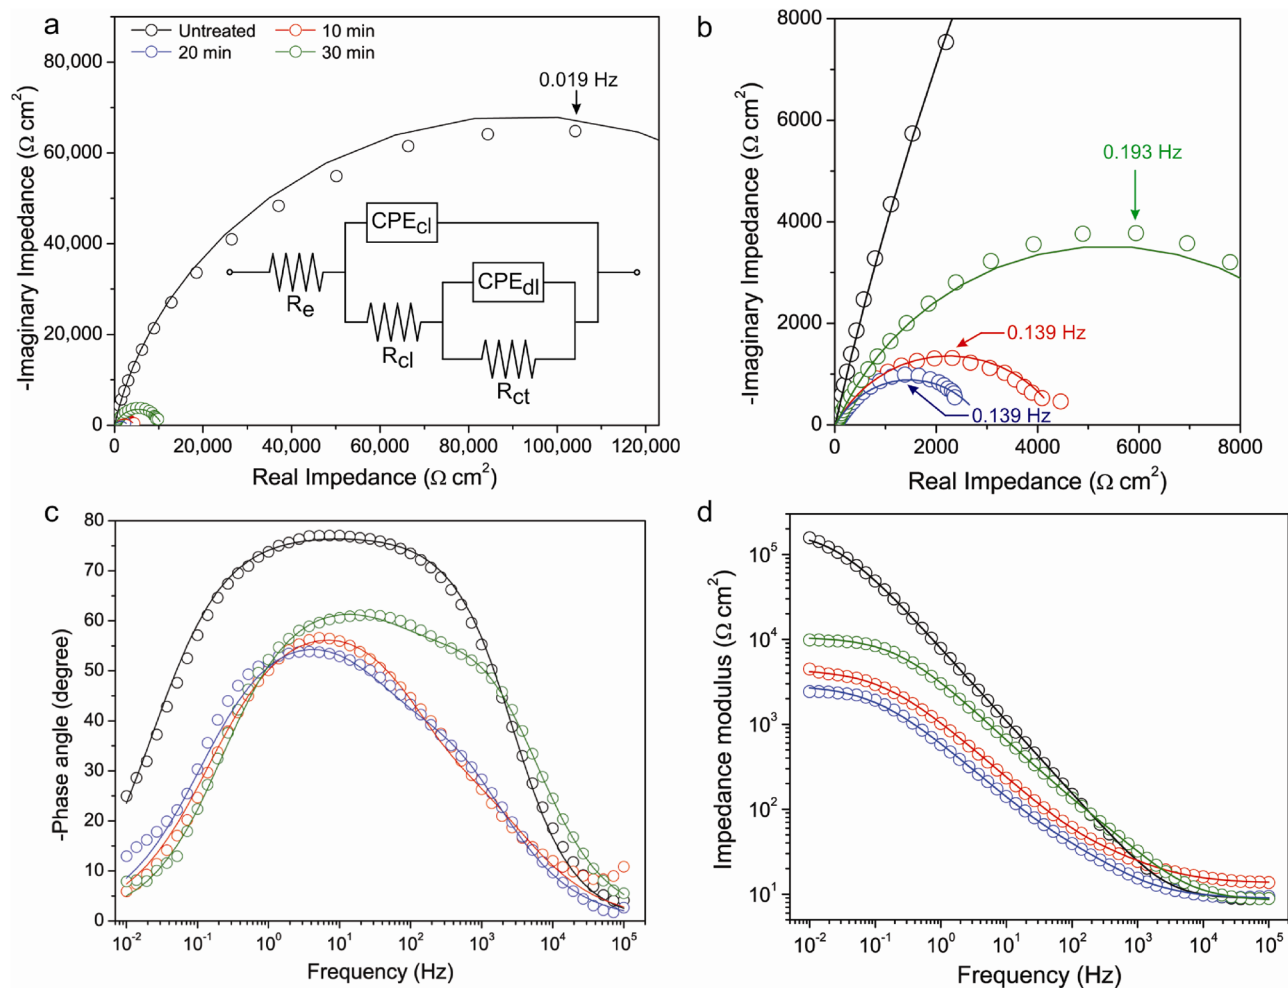 a
Untreated 10 min
20 min 30 min
80,000
60,000
40,000
20,000
0
-Imaginary Impedance (Ω cm²)
0.019 Hz
CPEcl
Re
CPEdl
Rcl
Rct
0 20,000 40,000 60,000 80,000 100,000 120,000
Real Impedance (Ω cm²)
b
8000
6000
4000
2000
0
-Imaginary Impedance (Ω cm²)
0.193 Hz
0.139 Hz
0.139 Hz
0 2000 4000 6000 8000
Real Impedance (Ω cm²)
c
80
70
60
50
40
30
20
10
0
-Phase angle (degree)
10⁻² 10⁻¹ 10⁰ 10¹ 10² 10³ 10⁴ 10⁵
Frequency (Hz)
d
10⁵
10⁴
10³
10²
10¹
Impedance modulus (Ω cm²)
10⁻² 10⁻¹ 10⁰ 10¹ 10² 10³ 10⁴ 10⁵
Frequency (Hz)